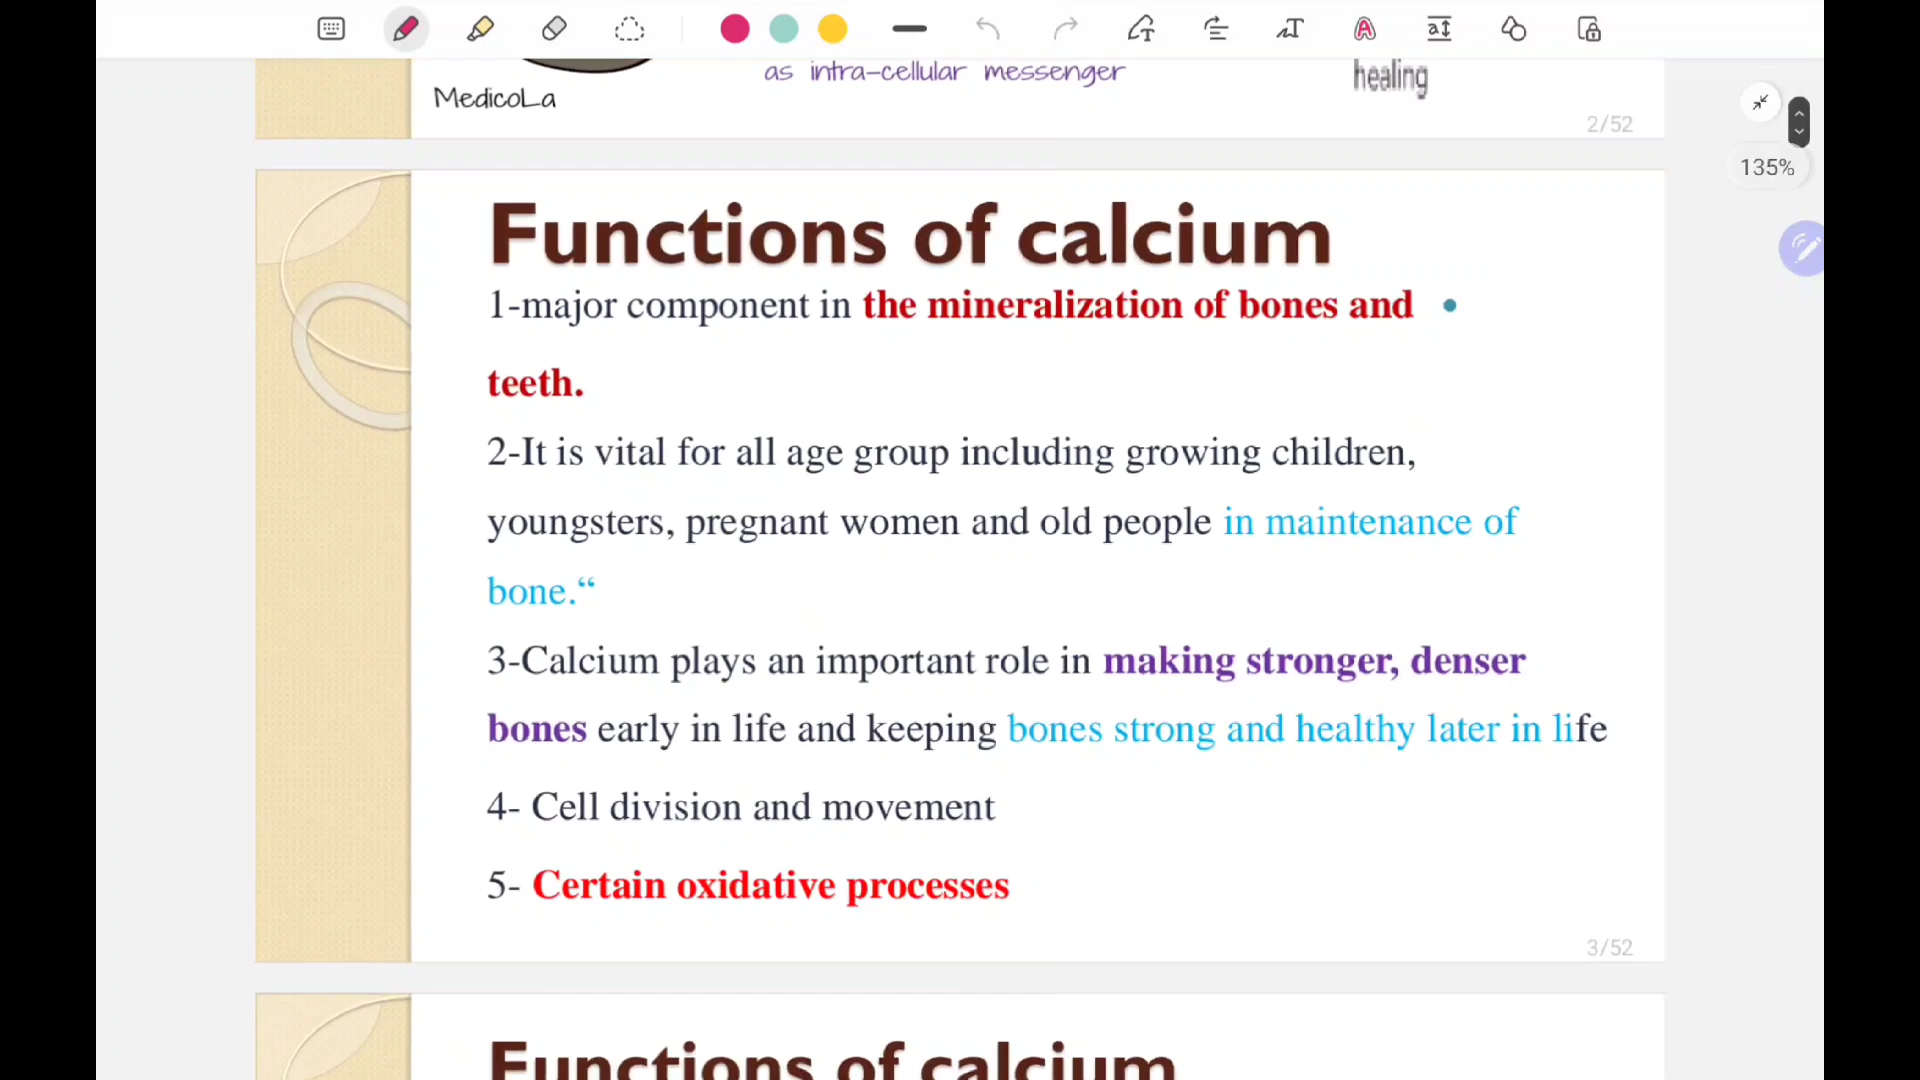 as intra-cellular messenger
healing
MedicoLa
2/52
135%
Functions of calcium
1-major component in the mineralization of bones and •
teeth.
2-It is vital for all age group including growing children,
youngsters, pregnant women and old people in maintenance of
bone.“
3-Calcium plays an important role in making stronger, denser
bones early in life and keeping bones strong and healthy later in life
4- Cell division and movement
5- Certain oxidative processes
3/52
Functions of calcium